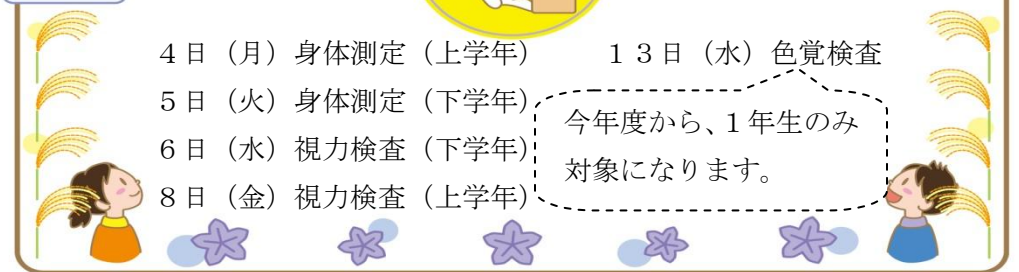 4日（月）身体測定（上学年）
5日（火）身体測定（下学年）
6日（水）視力検査（下学年）
8日（金）視力検査（上学年）
１３日（水）色覚検査
今年度から、1年生のみ
対象になります。